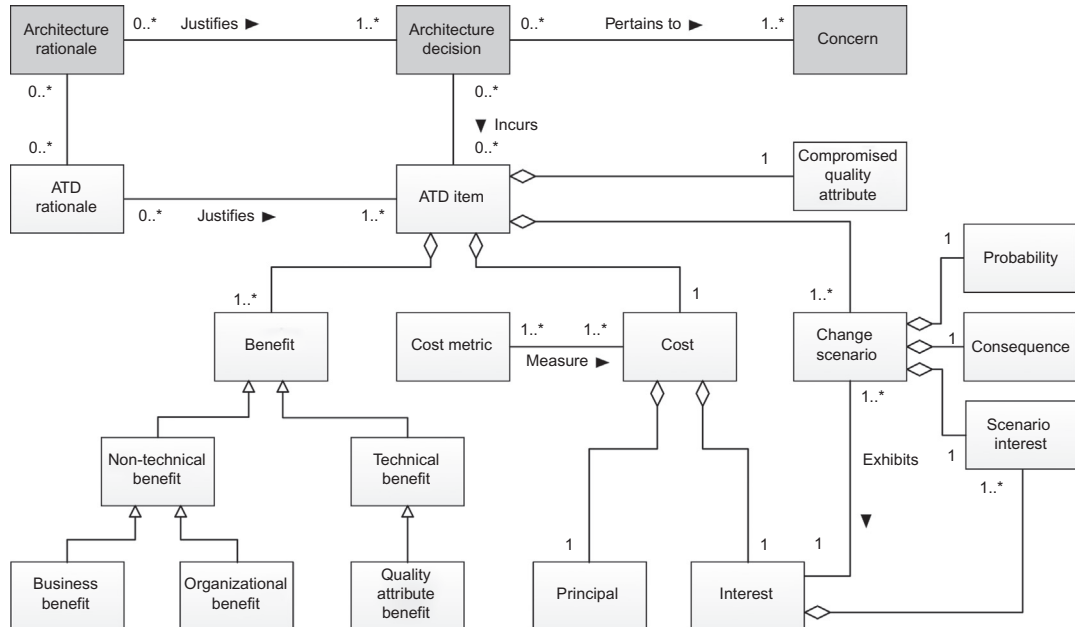 Architecture
rationale
0..*
Justifies ►
1..*
Architecture
decision
0..*
Pertains to ►
1..*
Concern
0..*
0..*
▼ Incurs
0..*
0..*
ATD
rationale
0..*
Justifies ►
1..*
ATD item
1
Compromised
quality
attribute
1..*
1
1..*
1
Probability
Benefit
Cost metric
1..*
1..*
Measure ►
Cost
Change
scenario
1
Consequence
1..*
Scenario
interest
1
1..*
Non-technical
benefit
Technical
benefit
Exhibits
▼
1
1
1
Business
benefit
Organizational
benefit
Quality
attribute
benefit
Principal
Interest